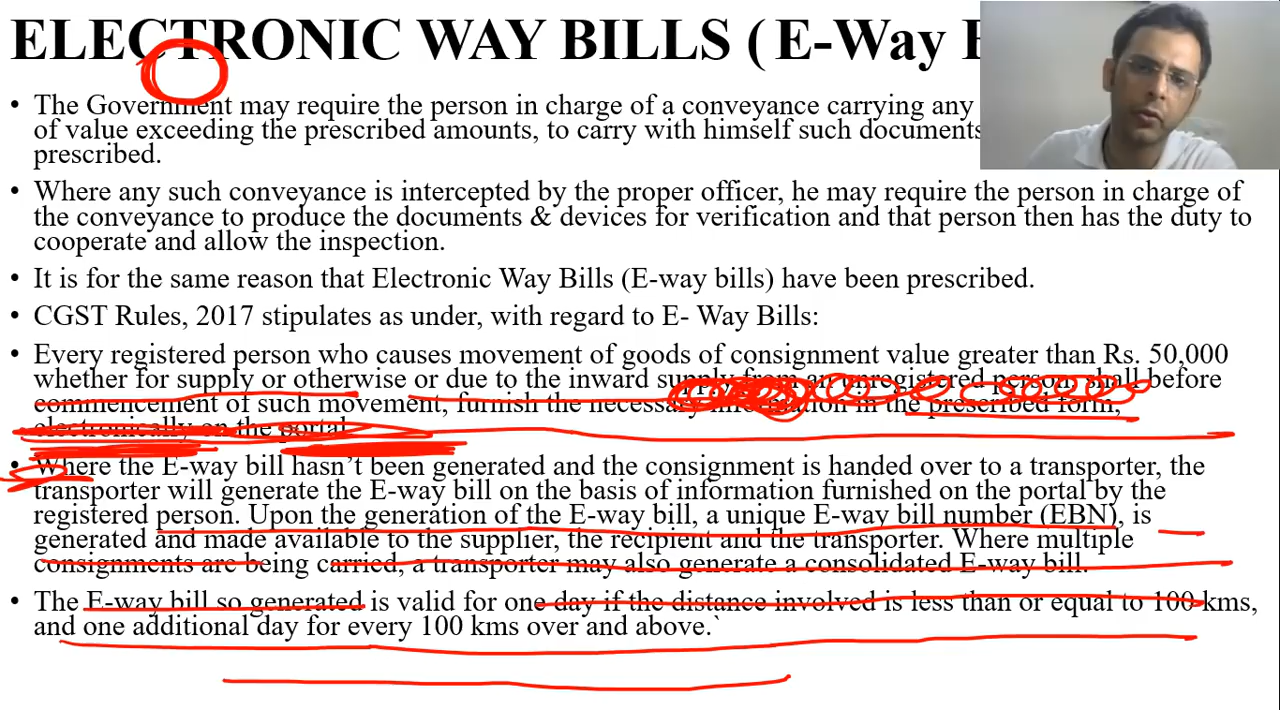 ELECTRONIC WAY BILLS ( E-Way
• The Government may require the person in charge of a conveyance carrying any
of value exceeding the prescribed amounts, to carry with himself such documents
prescribed.
• Where any such conveyance is intercepted by the proper officer, he may require the person in charge of
the conveyance to produce the documents & devices for verification and that person then has the duty to
cooperate and allow the inspection.
• It is for the same reason that Electronic Way Bills (E-way bills) have been prescribed.
• CGST Rules, 2017 stipulates as under, with regard to E- Way Bills:
• Every registered person who causes movement of goods of consignment value greater than Rs. 50,000
whether for supply or otherwise or due to the inward supply from an unregistered person, shall before
commencement of such movement, furnish the necessary information in the prescribed form,
electronically on the portal
• Where the E-way bill hasn’t been generated and the consignment is handed over to a transporter, the
transporter will generate the E-way bill on the basis of information furnished on the portal by the
registered person. Upon the generation of the E-way bill, a unique E-way bill number (EBN), is
generated and made available to the supplier, the recipient and the transporter. Where multiple
consignments are being carried, a transporter may also generate a consolidated E-way bill.
• The E-way bill so generated is valid for one day if the distance involved is less than or equal to 100 kms,
and one additional day for every 100 kms over and above.`